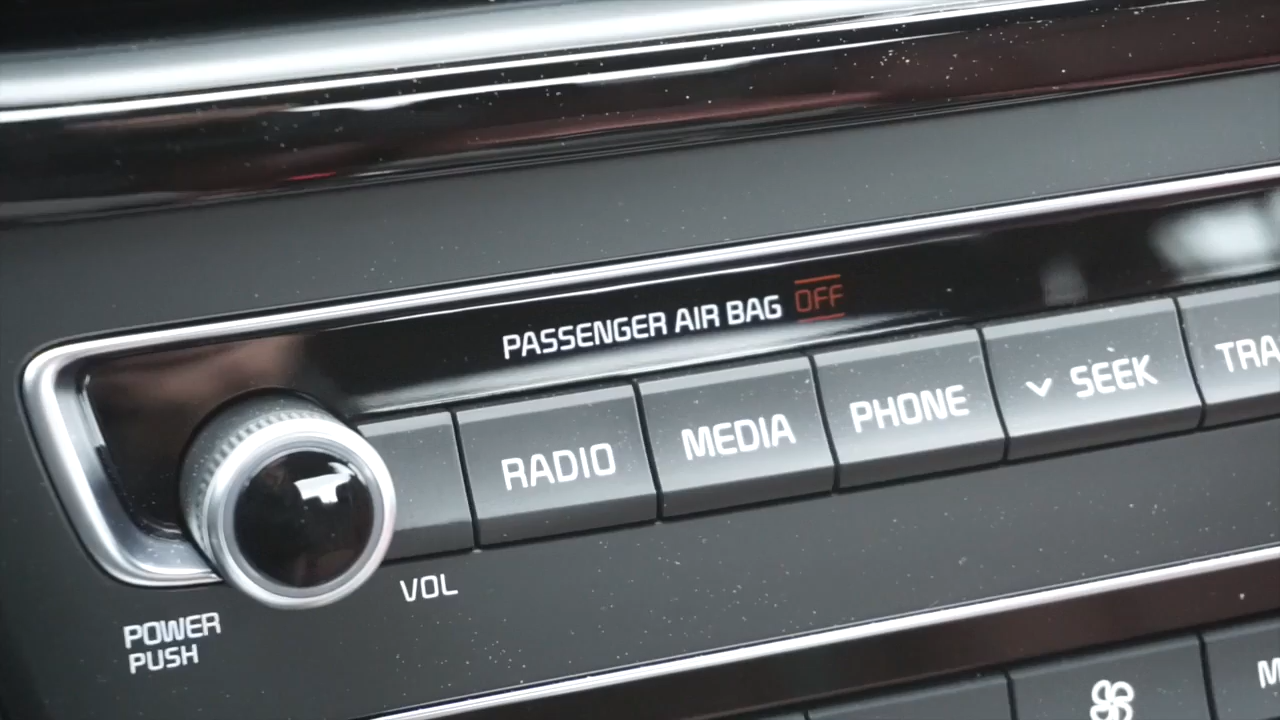 PASSENGER AIR BAG OFF
RADIO
MEDIA
PHONE
SEEK
TRA
VOL
POWER
PUSH
M